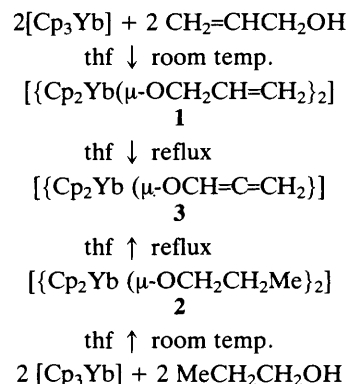 2[Cp₃Yb] + 2 CH₂=CHCH₂OH
thf ↓ room temp.
[{Cp₂Yb(μ-OCH₂CH=CH₂}₂]
1
thf ↓ reflux
[{Cp₂Yb (μ-OCH=C=CH₂}]
3
thf ↑ reflux
[{Cp₂Yb (μ-OCH₂CH₂Me}₂]
2
thf ↑ room temp.
2 [Cp₃Yb] + 2 MeCH₂CH₂OH